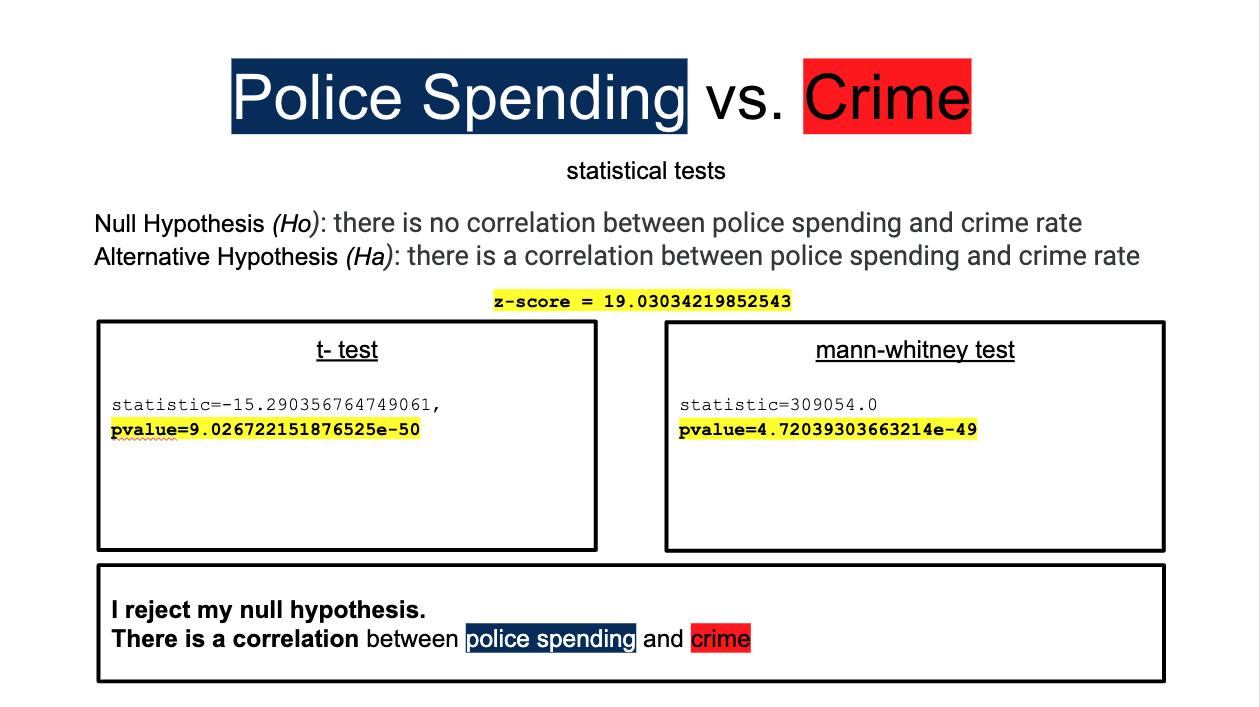 Police Spending vs. Crime
statistical tests
Null Hypothesis (Ho): there is no correlation between police spending and crime rate
Alternative Hypothesis (Ha): there is a correlation between police spending and crime rate
z-score = 19.03034219852543
t- test
statistic=-15.290356764749061,
pvalue=9.026722151876525e-50
mann-whitney test
statistic=309054.0
pvalue=4.72039303663214e-49
I reject my null hypothesis.
There is a correlation between police spending and crime